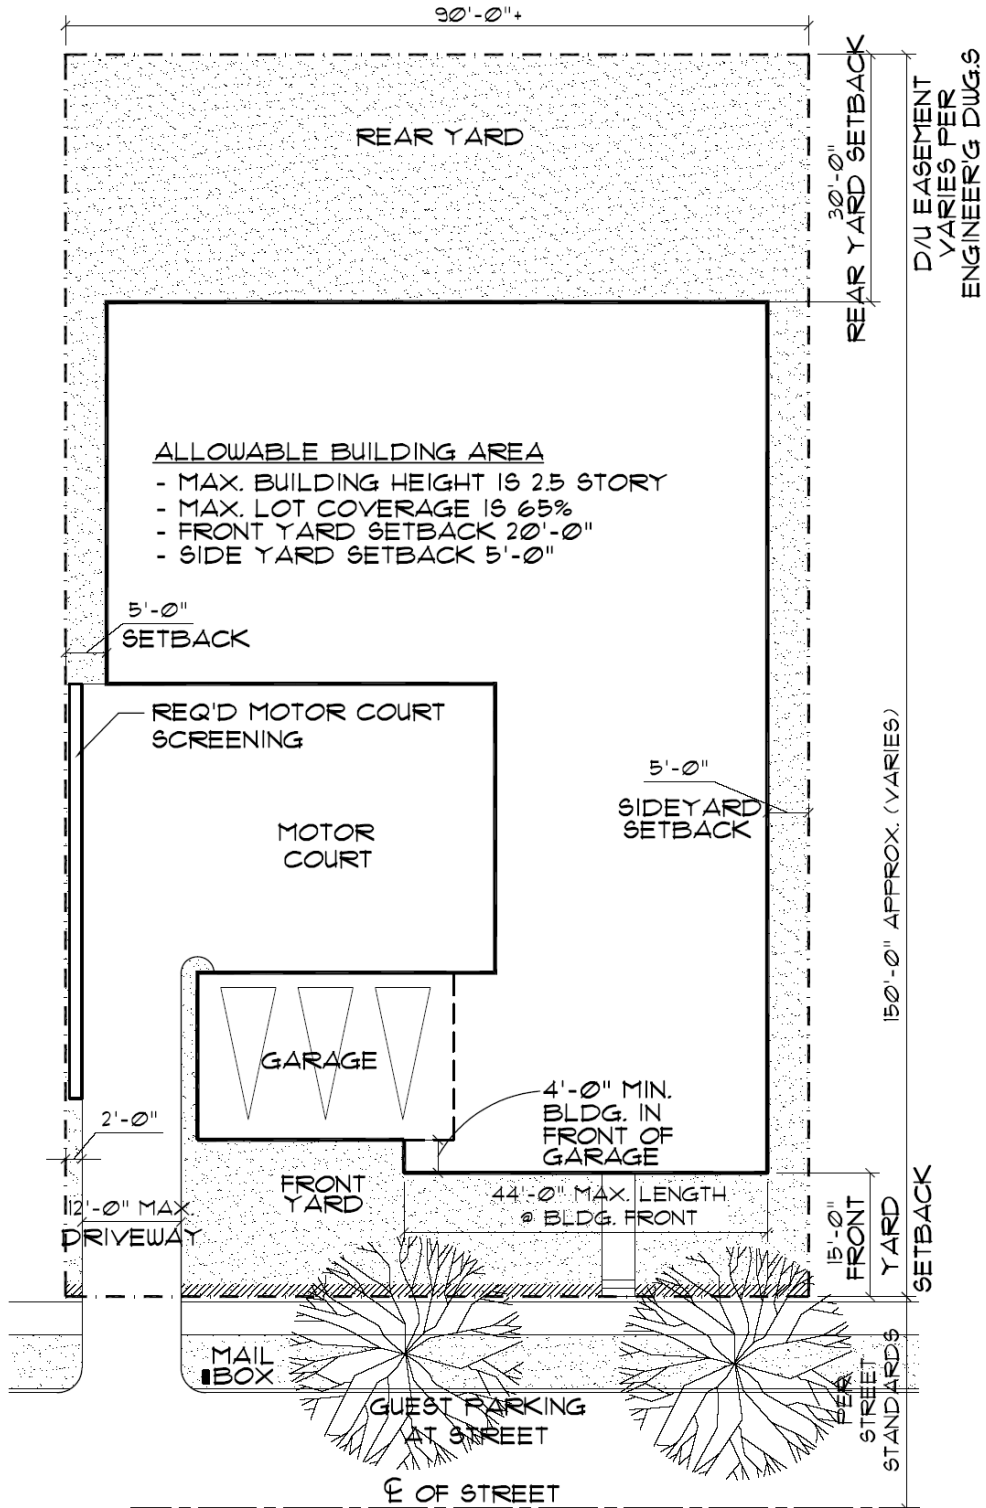 90'-0"+
REAR YARD
30'-0"
REAR YARD SETBACK
D/U EASEMENT
VARIES PER
ENGINEER'G DWG.S
ALLOWABLE BUILDING AREA
- MAX. BUILDING HEIGHT IS 2.5 STORY
- MAX. LOT COVERAGE IS 65%
- FRONT YARD SETBACK 20'-0"
- SIDE YARD SETBACK 5'-0"
5'-0"
SETBACK
REQ'D MOTOR COURT
SCREENING
5'-0"
SIDEYARD
SETBACK
MOTOR
COURT
150'-0" APPROX. (VARIES)
GARAGE
4'-0" MIN.
BLDG. IN
FRONT OF
GARAGE
2'-0"
FRONT
YARD
44'-0" MAX. LENGTH
@ BLDG. FRONT
12'-0" MAX.
DRIVEWAY
15'-0"
FRONT
YARD
SETBACK
MAIL
BOX
GUEST PARKING
AT STREET
PER
STREET
STANDARDS
℄ OF STREET